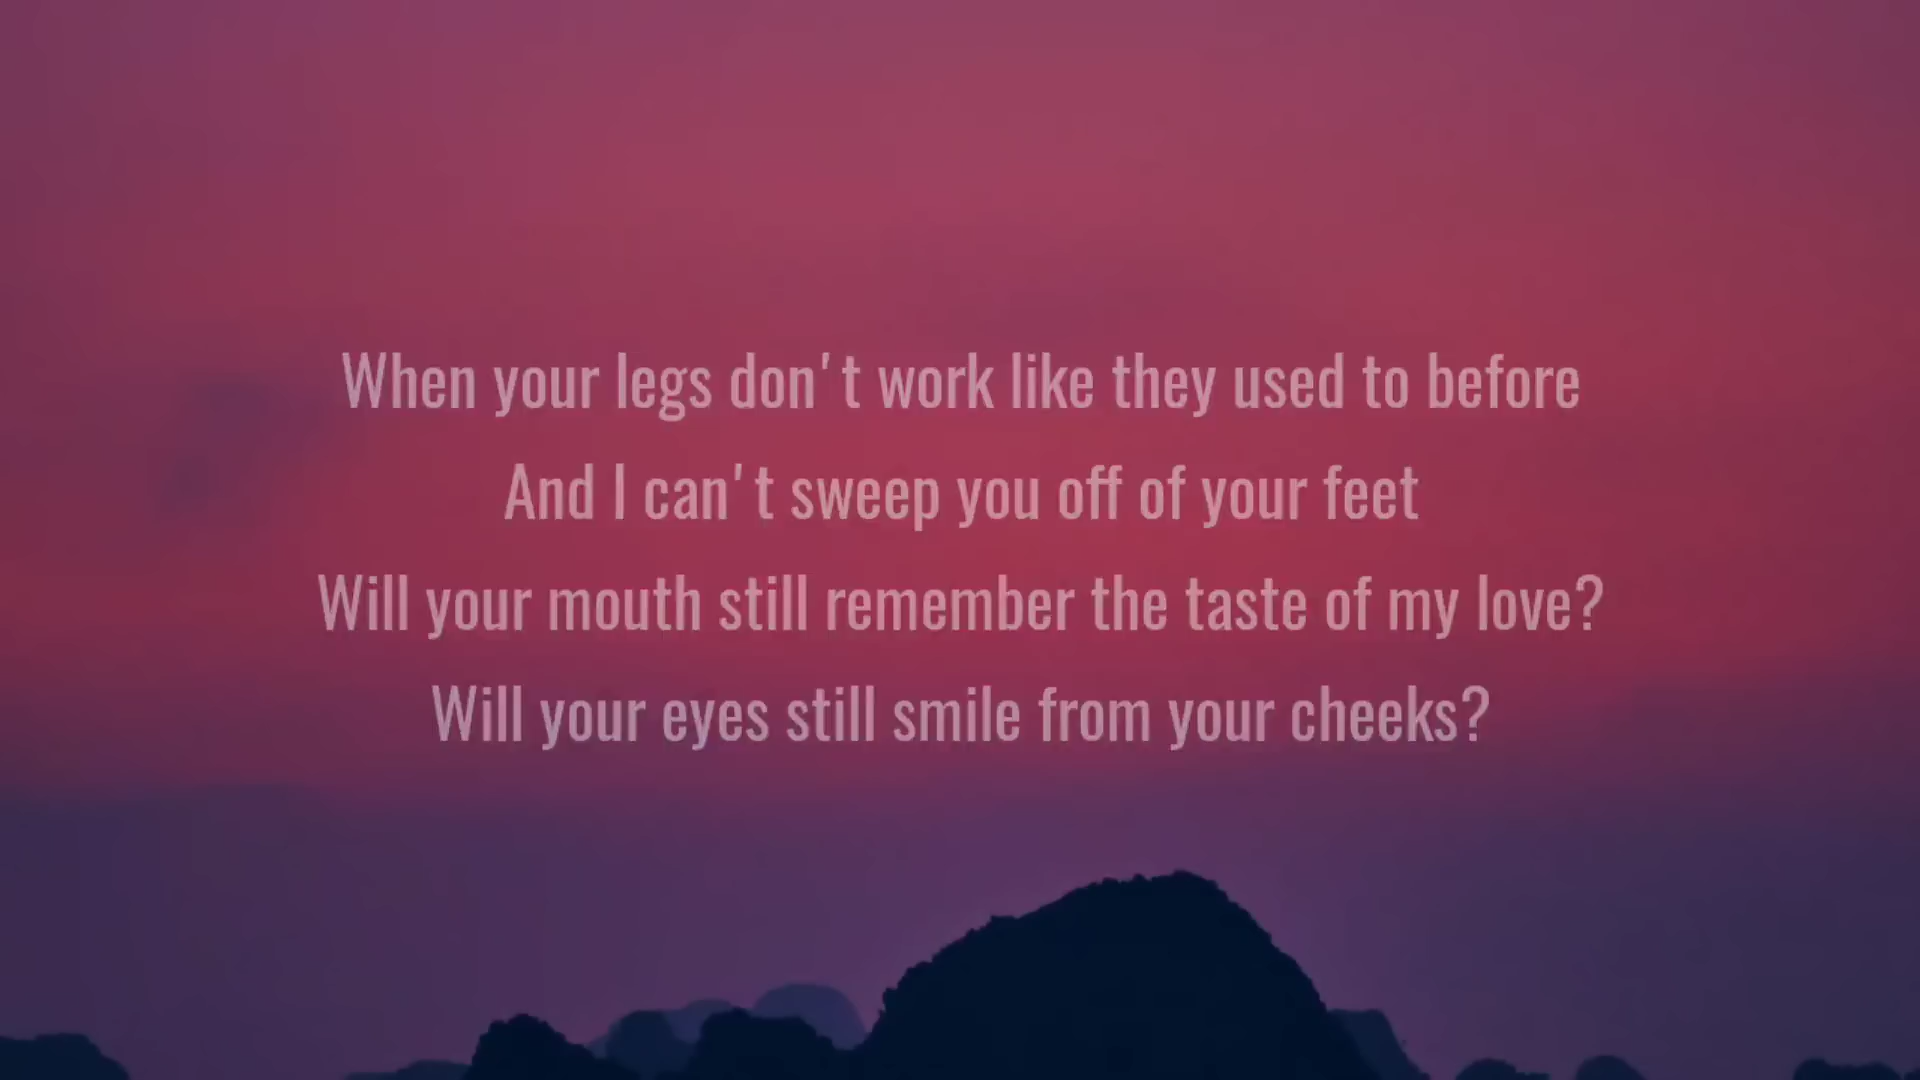 When your legs don't work like they used to before
And I can't sweep you off of your feet
Will your mouth still remember the taste of my love?
Will your eyes still smile from your cheeks?